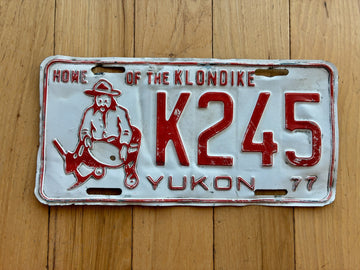 HOME OF THE KLONDIKE
K245
YUKON 77